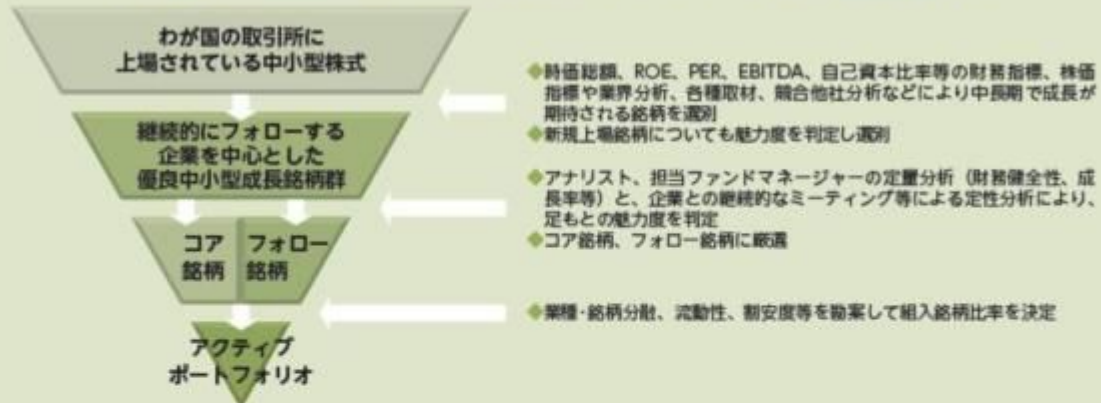 わが国の取引所に
上場されている中小型株式
◆時価総額、ROE、PER、EBITDA、自己資本比率等の財務指標、株価
指標や業界分析、各種取材、競合他社分析などにより中長期で成長が
期待される銘柄を選別
◆新規上場銘柄についても魅力度を判定し選別
継続的にフォローする
企業を中心とした
優良中小型成長銘柄群
◆アナリスト、担当ファンドマネージャーの定量分析（財務健全性、成
長率等）と、企業との継続的なミーティング等による定性分析により、
足もとの魅力度を判定
◆コア銘柄、フォロー銘柄に厳選
コア
銘柄
フォロー
銘柄
◆業種・銘柄分散、流動性、割安度等を勘案して組入銘柄比率を決定
アクティブ
ポートフォリオ